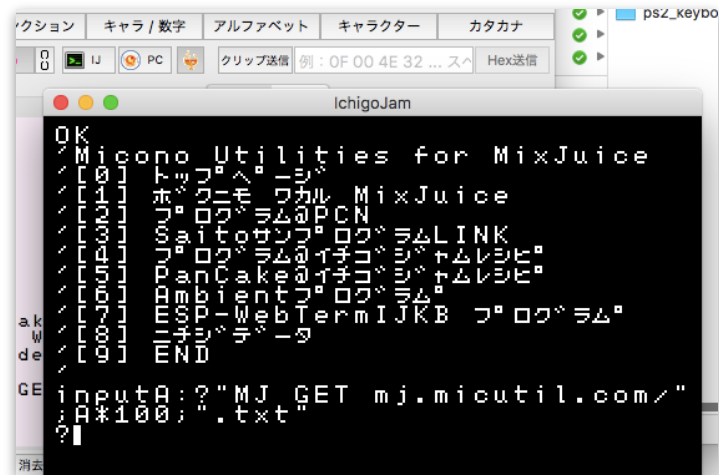 クション キャラ / 数字 アルファベット キャラクター カタカナ
ps2_keybo
IJ PC クリップ送信 例：0F 00 4E 32 ... スペ Hex送信
IchigoJam
OK
'Micono Utilities for MixJuice
'[0] トップページ
'[1] ボクニモ ワカル MixJuice
'[2] プログラム@PCN
'[3] SaitoサンプログラムLINK
'[4] プログラム@イチゴジャムレシピ
'[5] PanCake@イチゴジャムレシピ
'[6] Ambientプログラム
'[7] ESP-WebTermIJKB プログラム
'[8] ニチジデータ
'[9] END
'
inputA:?"MJ GET mj.micutil.com/"
;A*100;".txt"
?
ak
W
de
GE
消去